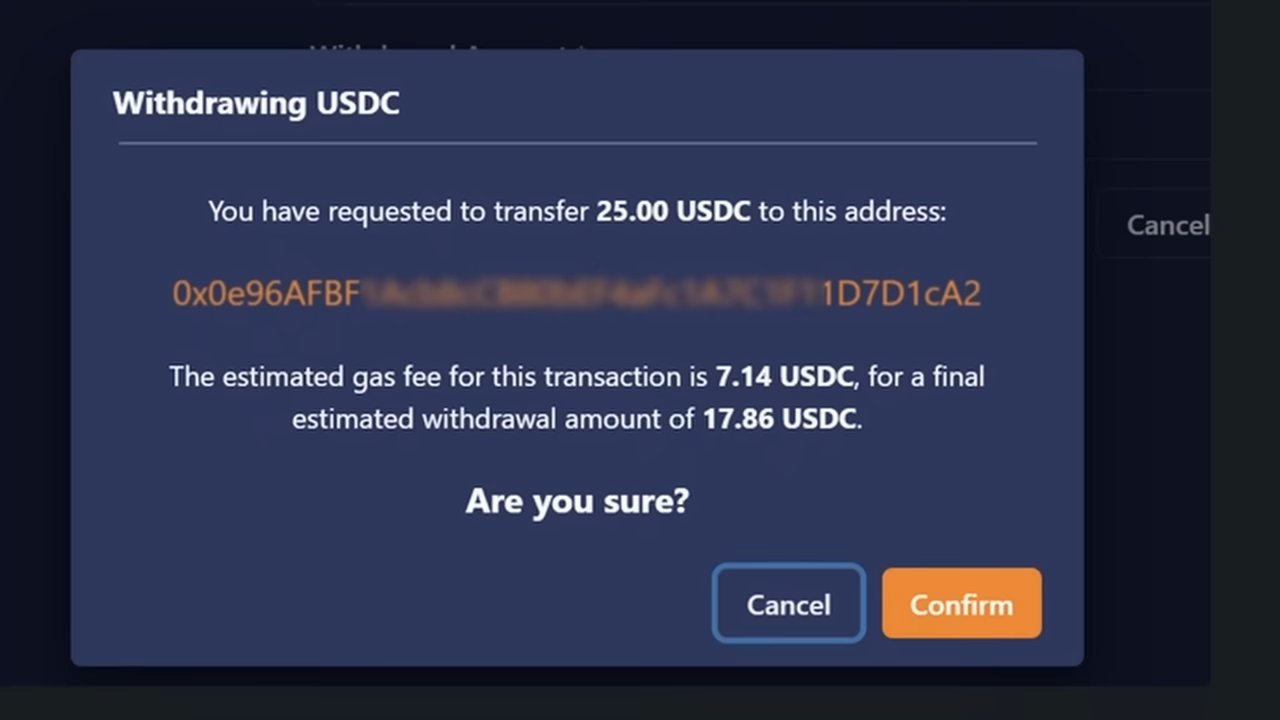 Withdrawing USDC
You have requested to transfer 25.00 USDC to this address:
0x0e96AFBF 1D7D1cA2
The estimated gas fee for this transaction is 7.14 USDC, for a final
estimated withdrawal amount of 17.86 USDC.
Are you sure?
Cancel Confirm
Cancel